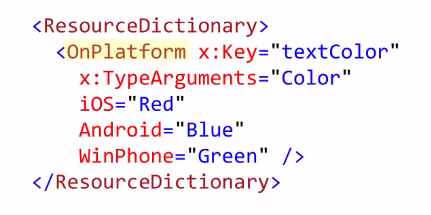 <ResourceDictionary>
<OnPlatform x:Key="textColor"
x:TypeArguments="Color"
iOS="Red"
Android="Blue"
WinPhone="Green" />
</ResourceDictionary>